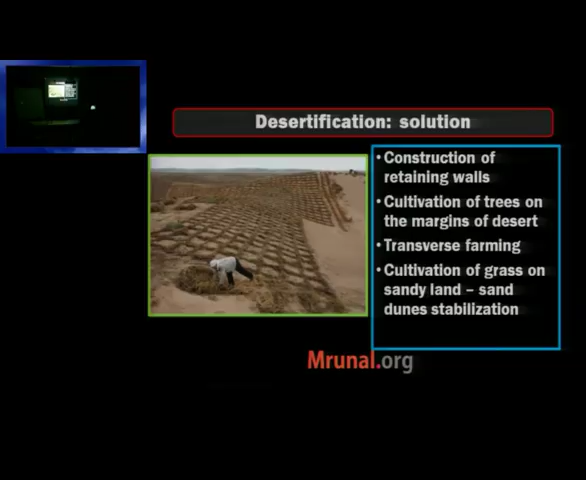 Desertification: solution
• Construction of
retaining walls
• Cultivation of trees on
the margins of desert
• Transverse farming
• Cultivation of grass on
sandy land – sand
dunes stabilization
Mrunal.org